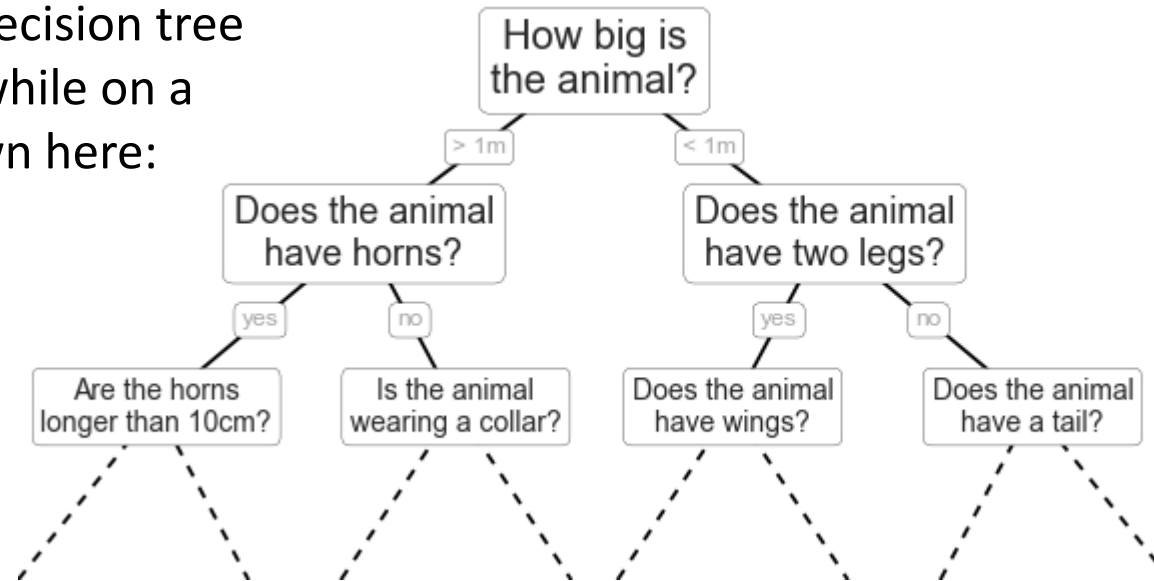 ecision tree
while on a
n here:
How big is
the animal?
> 1m
< 1m
Does the animal
have horns?
Does the animal
have two legs?
yes
no
yes
no
Are the horns
longer than 10cm?
Is the animal
wearing a collar?
Does the animal
have wings?
Does the animal
have a tail?